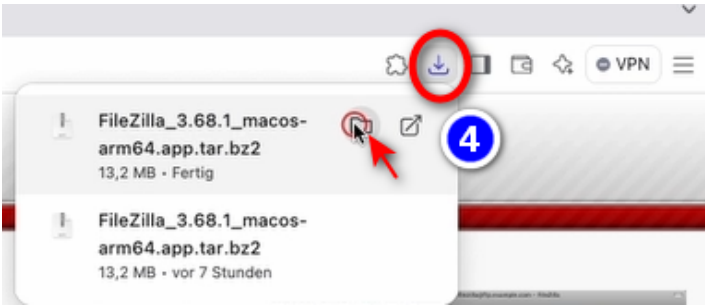 VPN
FileZilla_3.68.1_macos-
arm64.app.tar.bz2
13,2 MB • Fertig
4
FileZilla_3.68.1_macos-
arm64.app.tar.bz2
13,2 MB • vor 7 Stunden